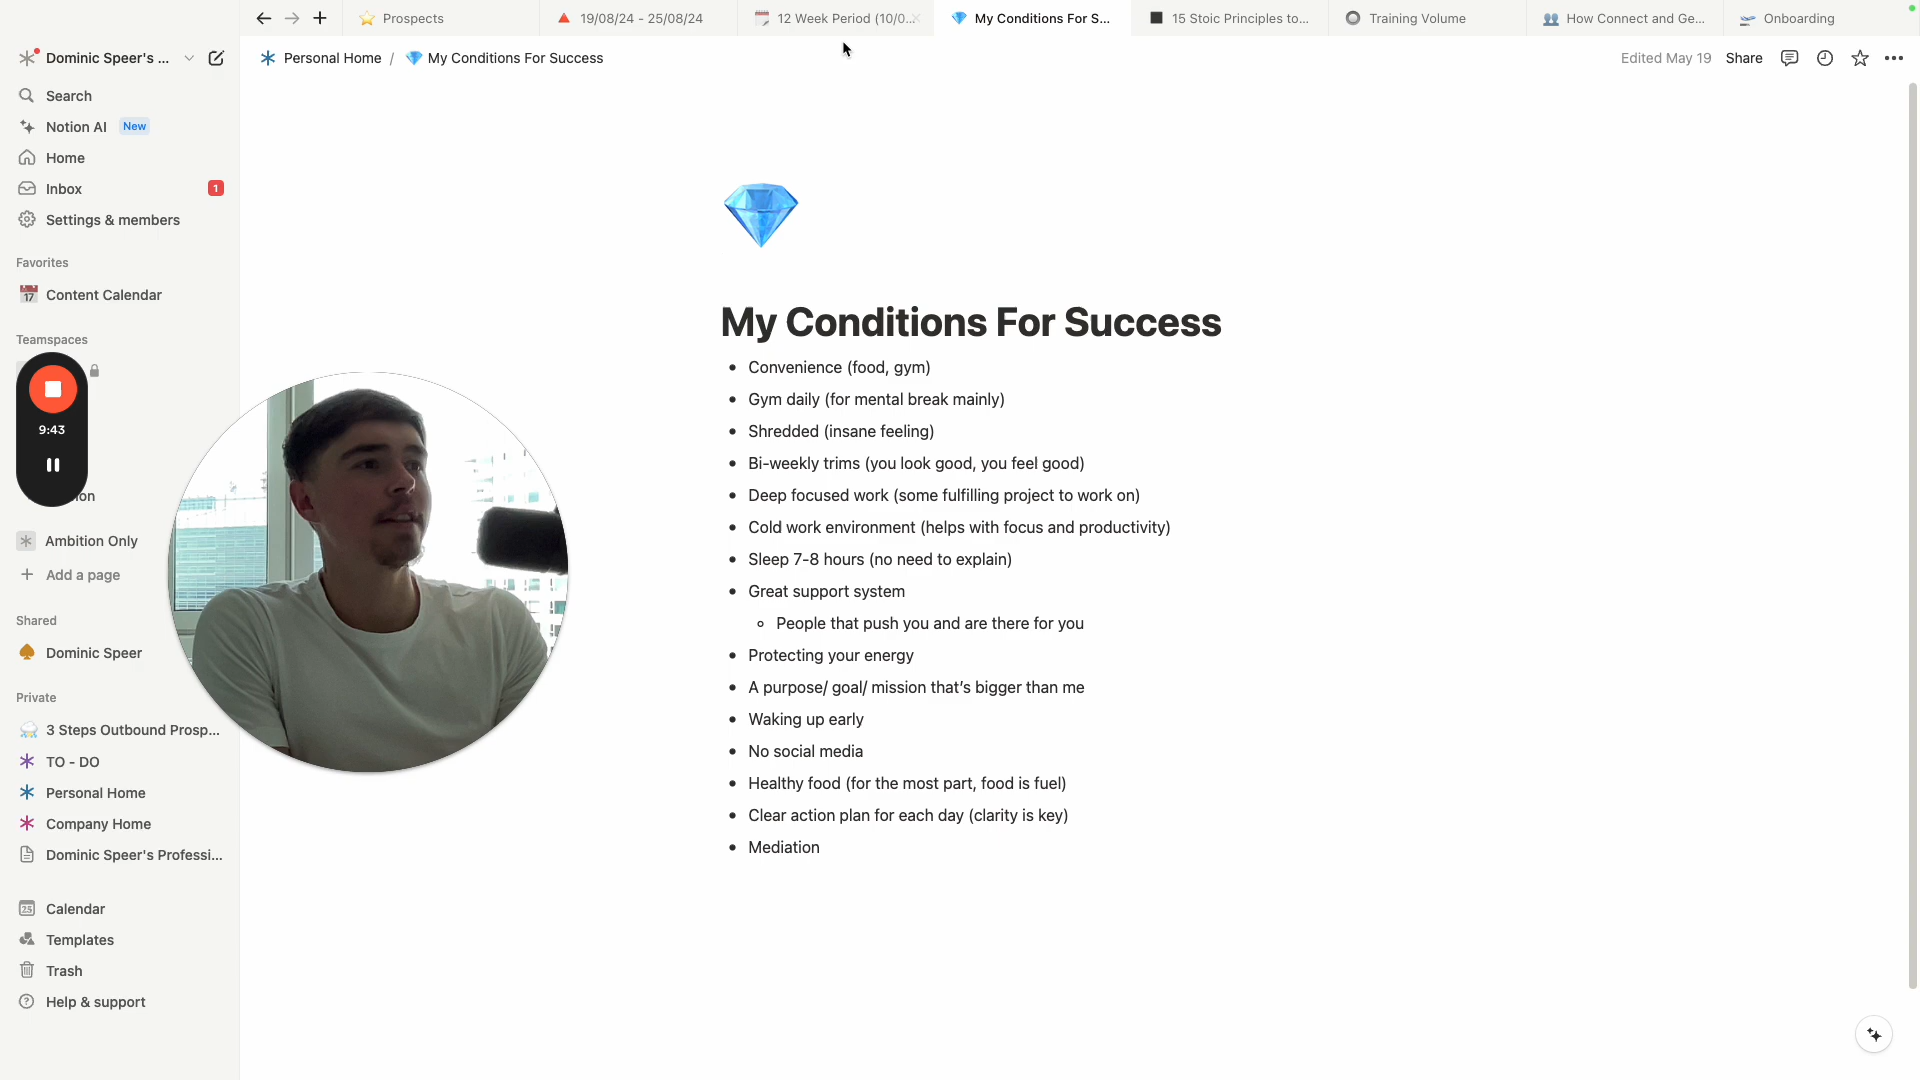 Prospects
19/08/24 - 25/08/24
12 Week Period (10/0...
My Conditions For S...
15 Stoic Principles to...
Training Volume
How Connect and Ge...
Onboarding
Dominic Speer's ...
Personal Home / My Conditions For Success
Edited May 19
Share
Search
Notion AI New
Home
Inbox 1
Settings & members
Favorites
17 Content Calendar
Teamspaces
9:43
Ambition Only
Add a page
Shared
Dominic Speer
Private
3 Steps Outbound Prosp...
TO - DO
Personal Home
Company Home
Dominic Speer's Professi...
25 Calendar
Templates
Trash
Help & support
My Conditions For Success
• Convenience (food, gym)
• Gym daily (for mental break mainly)
• Shredded (insane feeling)
• Bi-weekly trims (you look good, you feel good)
• Deep focused work (some fulfilling project to work on)
• Cold work environment (helps with focus and productivity)
• Sleep 7-8 hours (no need to explain)
• Great support system
◦ People that push you and are there for you
• Protecting your energy
• A purpose/ goal/ mission that's bigger than me
• Waking up early
• No social media
• Healthy food (for the most part, food is fuel)
• Clear action plan for each day (clarity is key)
• Mediation